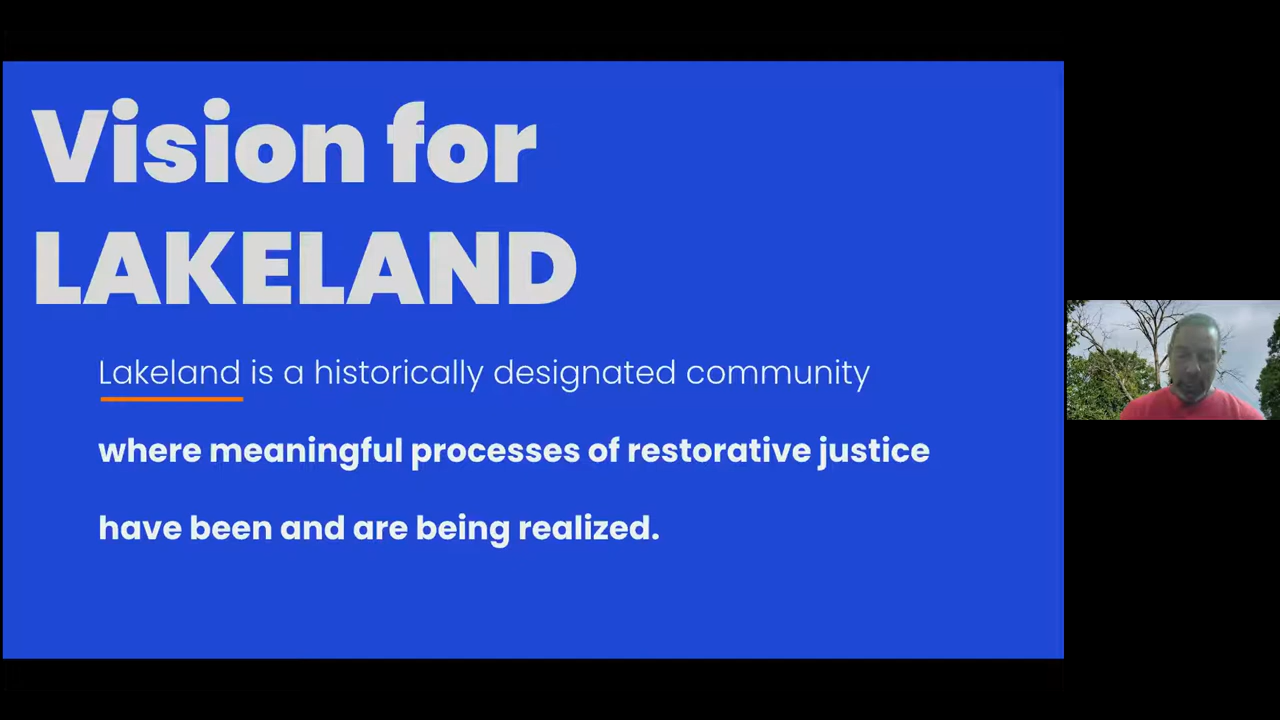 Vision for
LAKELAND
Lakeland is a historically designated community
where meaningful processes of restorative justice
have been and are being realized.